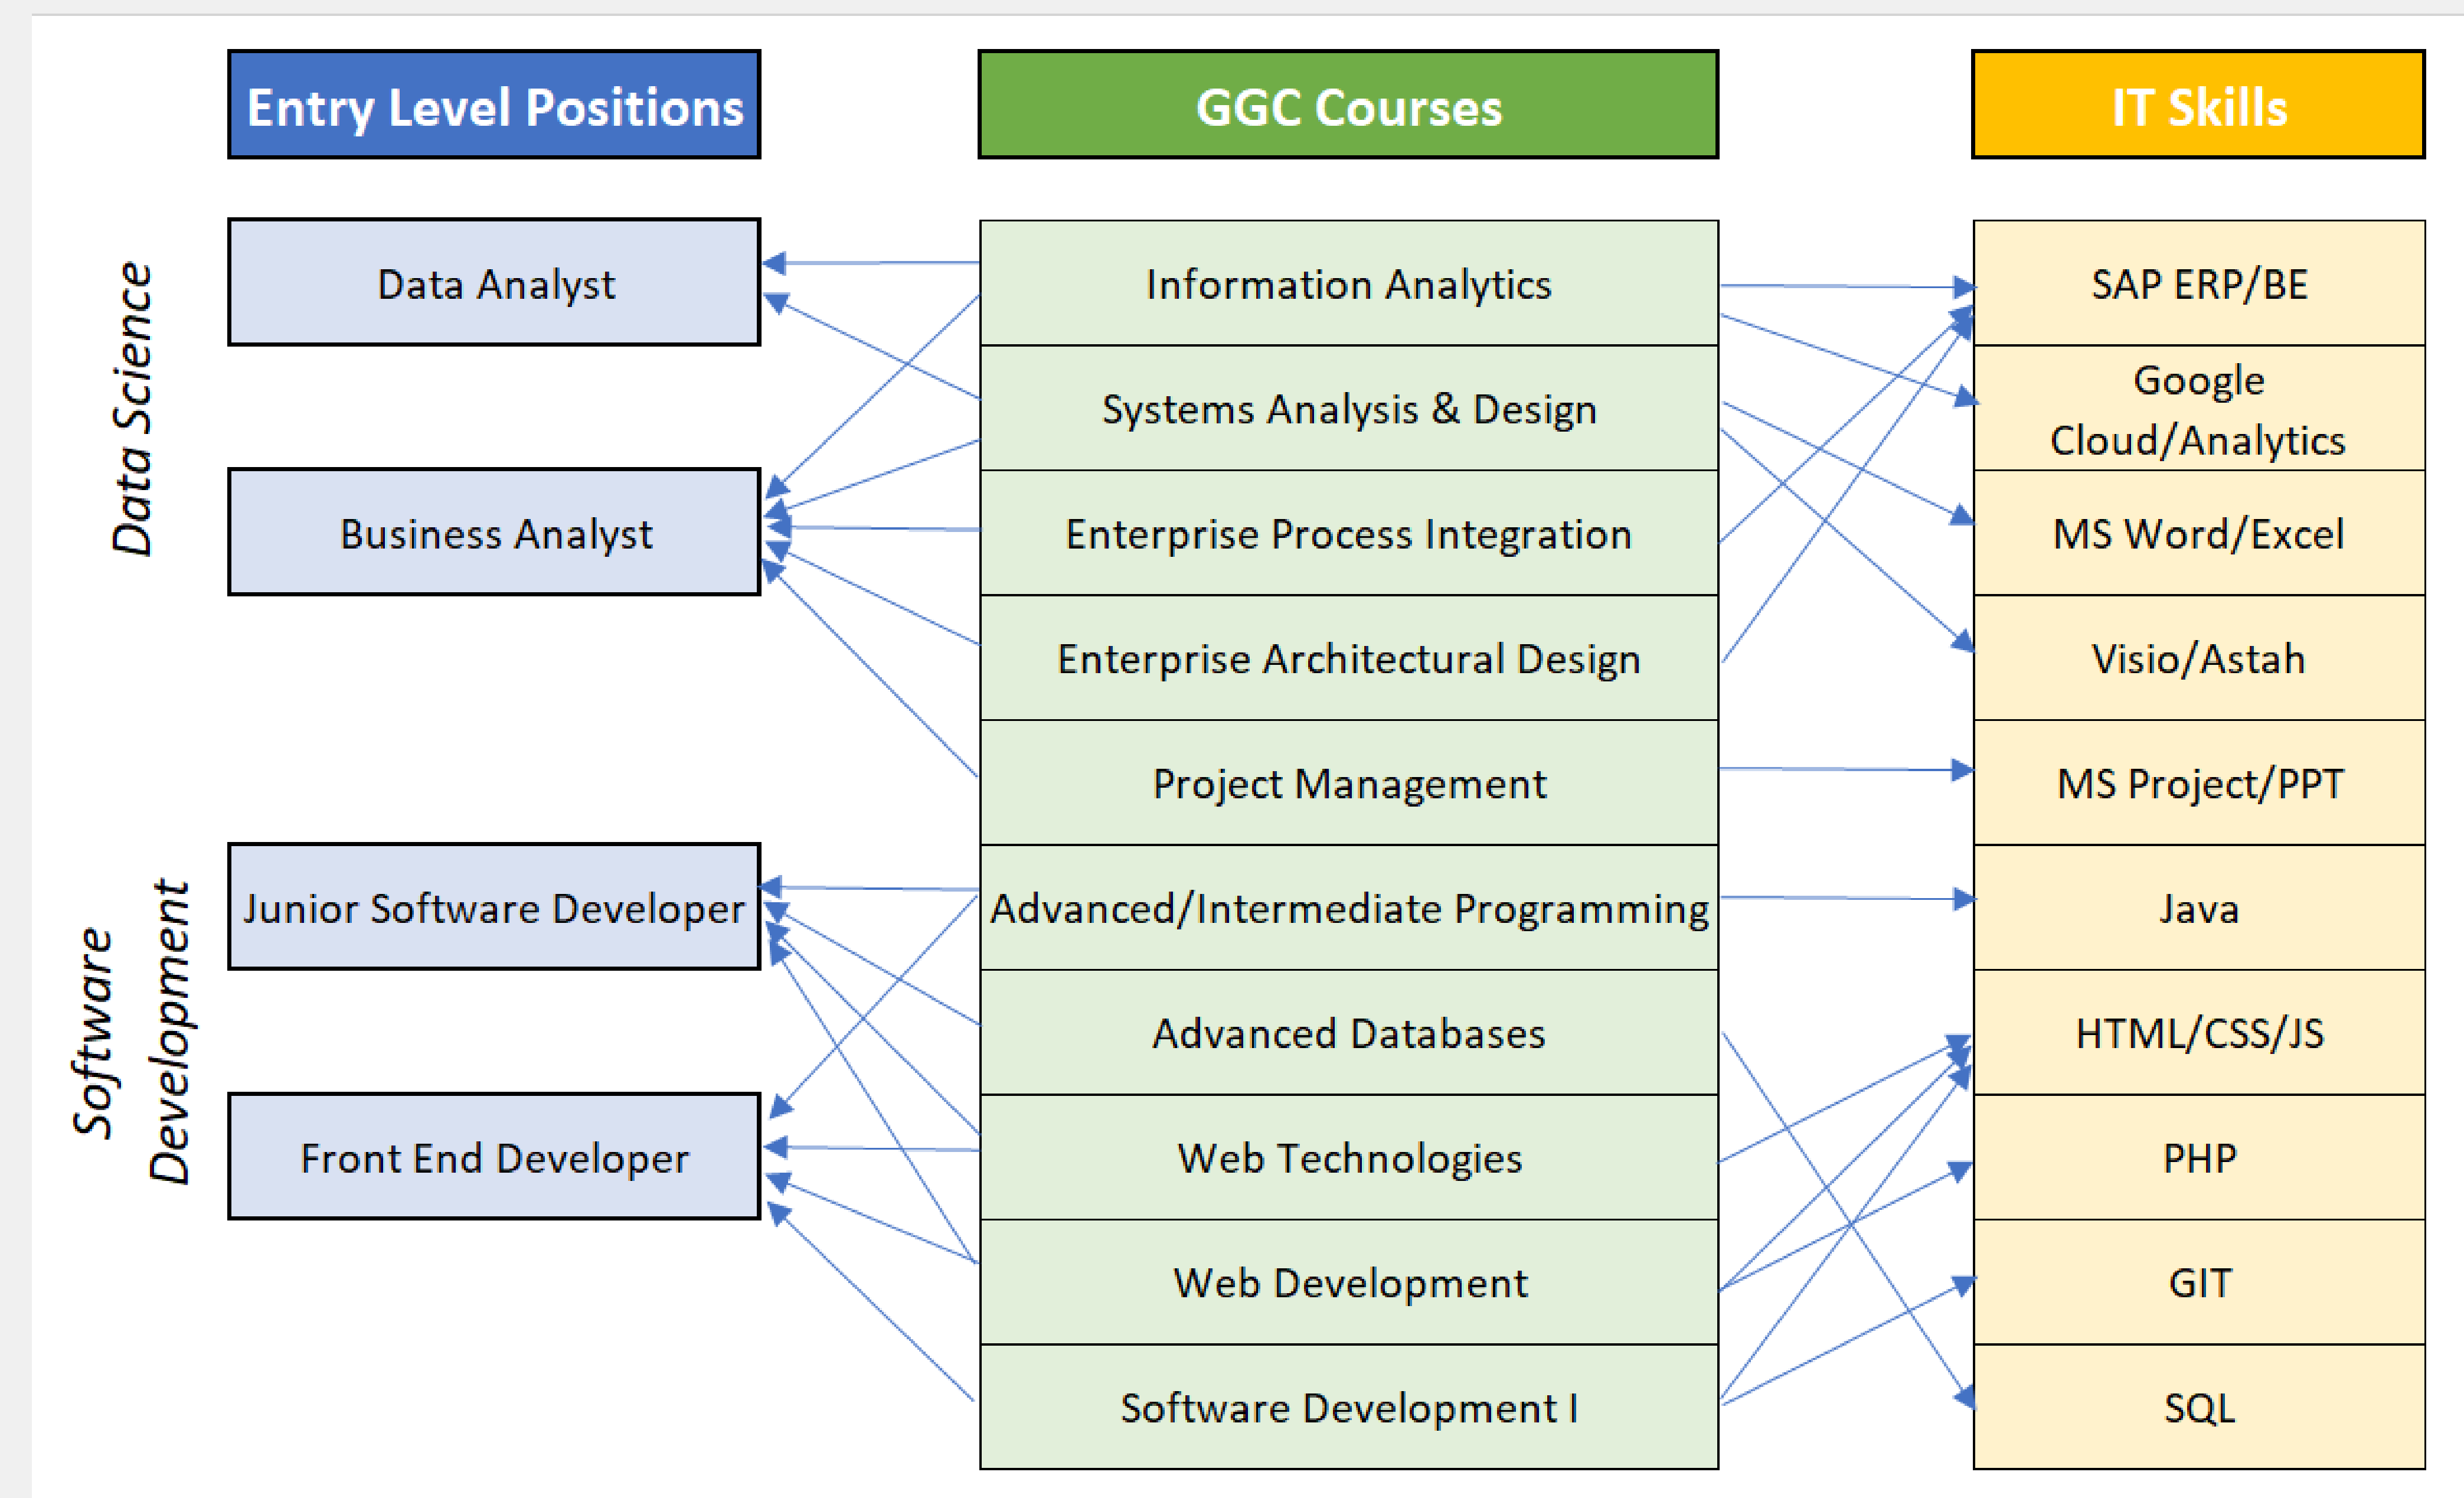 Entry Level Positions
GGC Courses
IT Skills
Data Science
Data Analyst
Business Analyst
Software
Development
Junior Software Developer
Front End Developer
Information Analytics
Systems Analysis & Design
Enterprise Process Integration
Enterprise Architectural Design
Project Management
Advanced/Intermediate Programming
Advanced Databases
Web Technologies
Web Development
Software Development I
SAP ERP/BE
Google
Cloud/Analytics
MS Word/Excel
Visio/Astah
MS Project/PPT
Java
HTML/CSS/JS
PHP
GIT
SQL